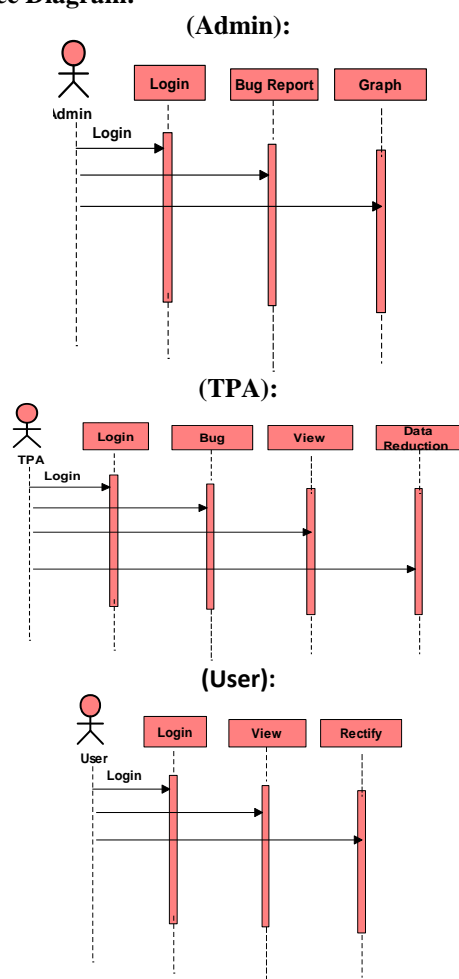 Diagram:
(Admin):
Login Bug Report Graph
Admin
Login
(TPA):
Login Bug View Data
Reduction
TPA
Login
(User):
Login View Rectify
User
Login